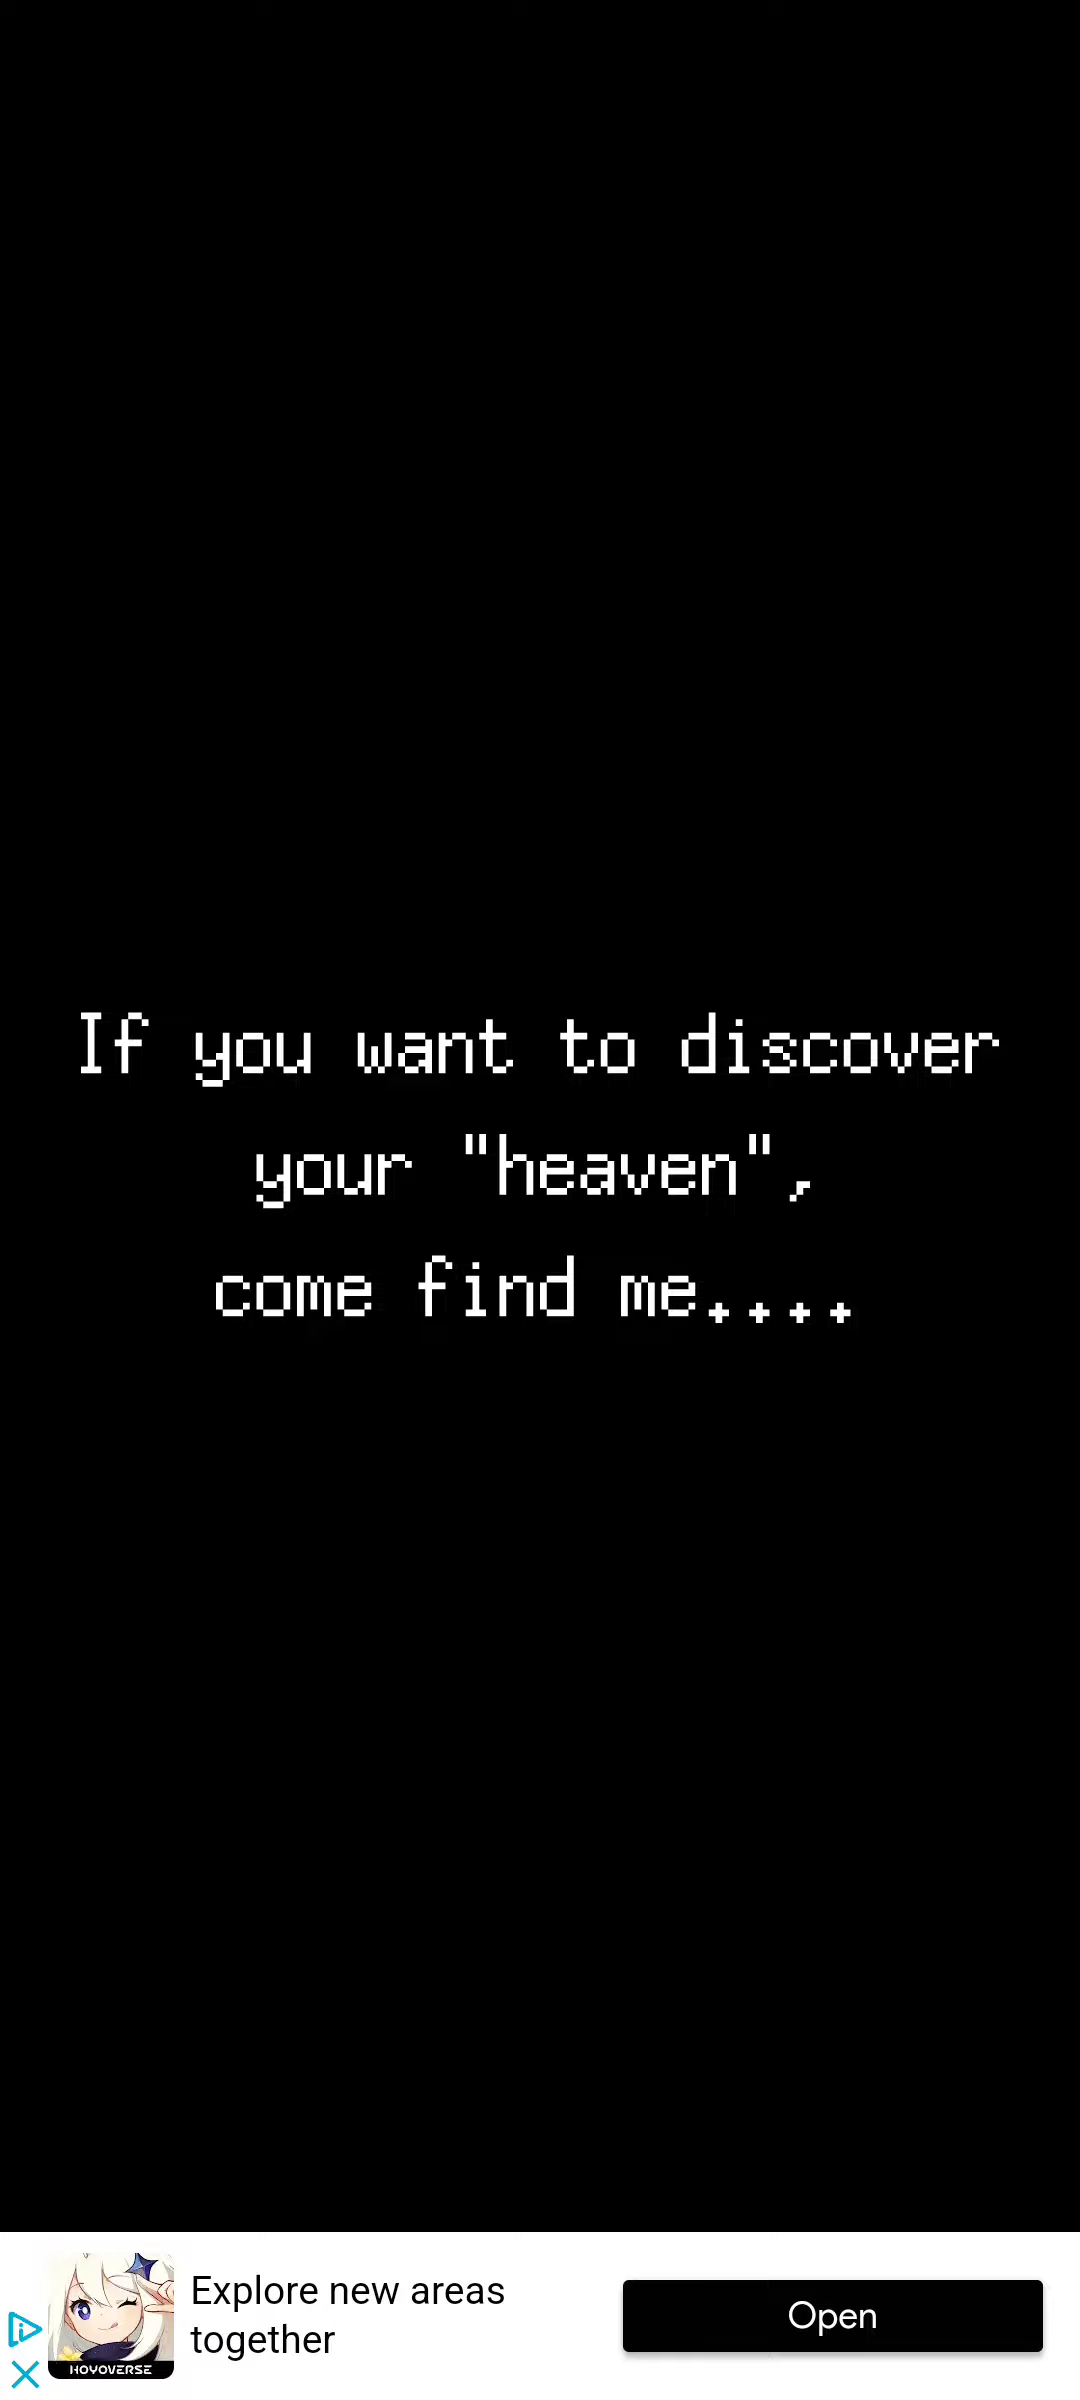 If you want to discover
your "heaven",
come find me....
Explore new areas
together
Open
HOYOVERSE